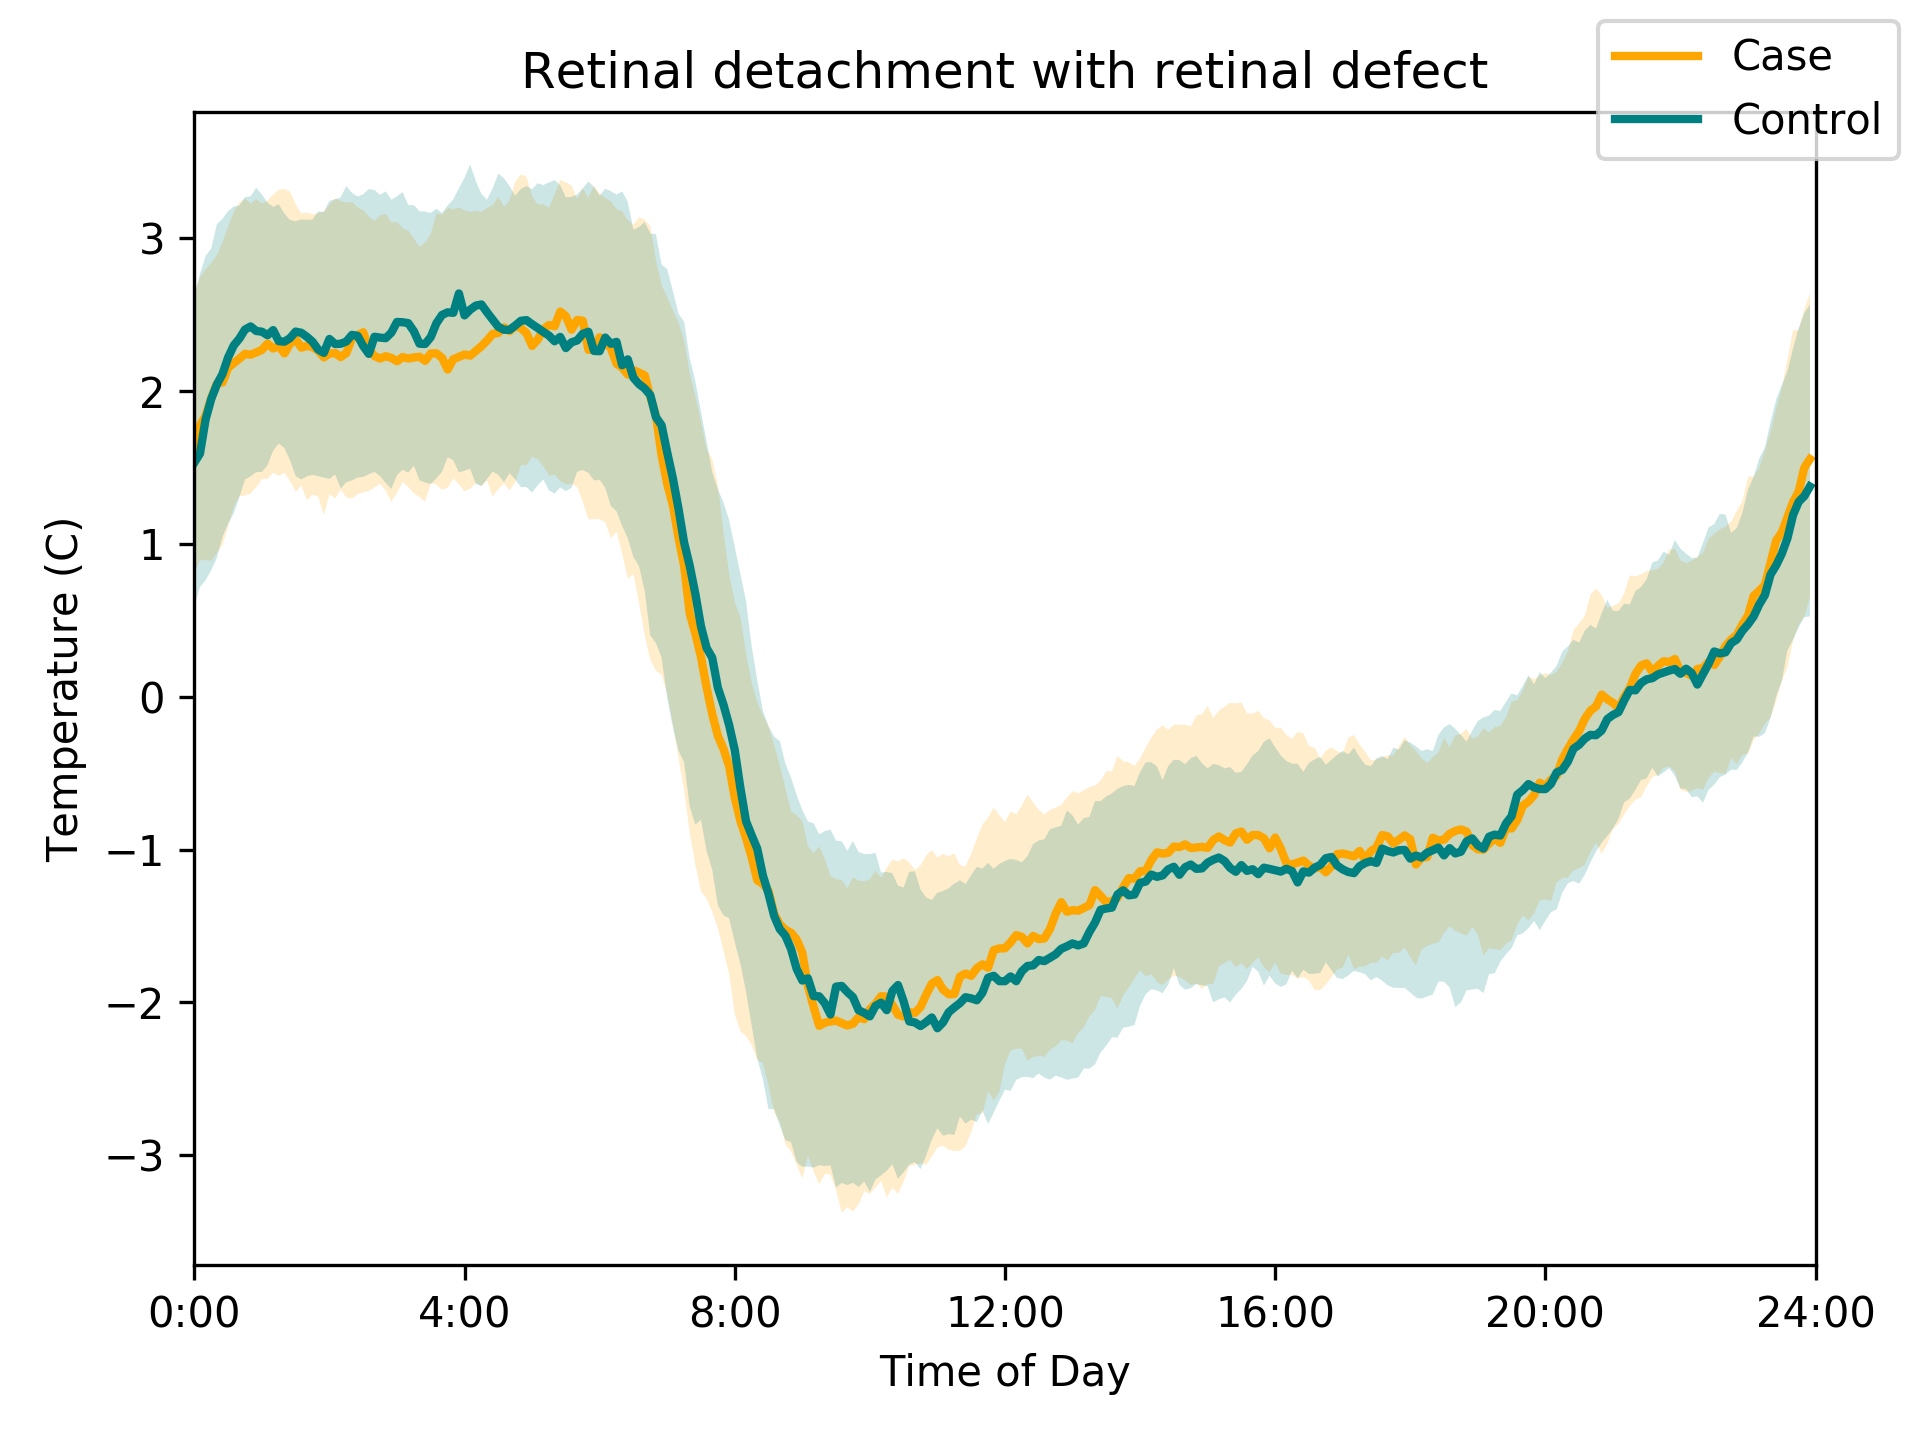 Retinal detachment with retinal defect
Case
Control
Temperature (C)
3
2
1
0
−1
−2
−3
0:00 4:00 8:00 12:00 16:00 20:00 24:00
Time of Day